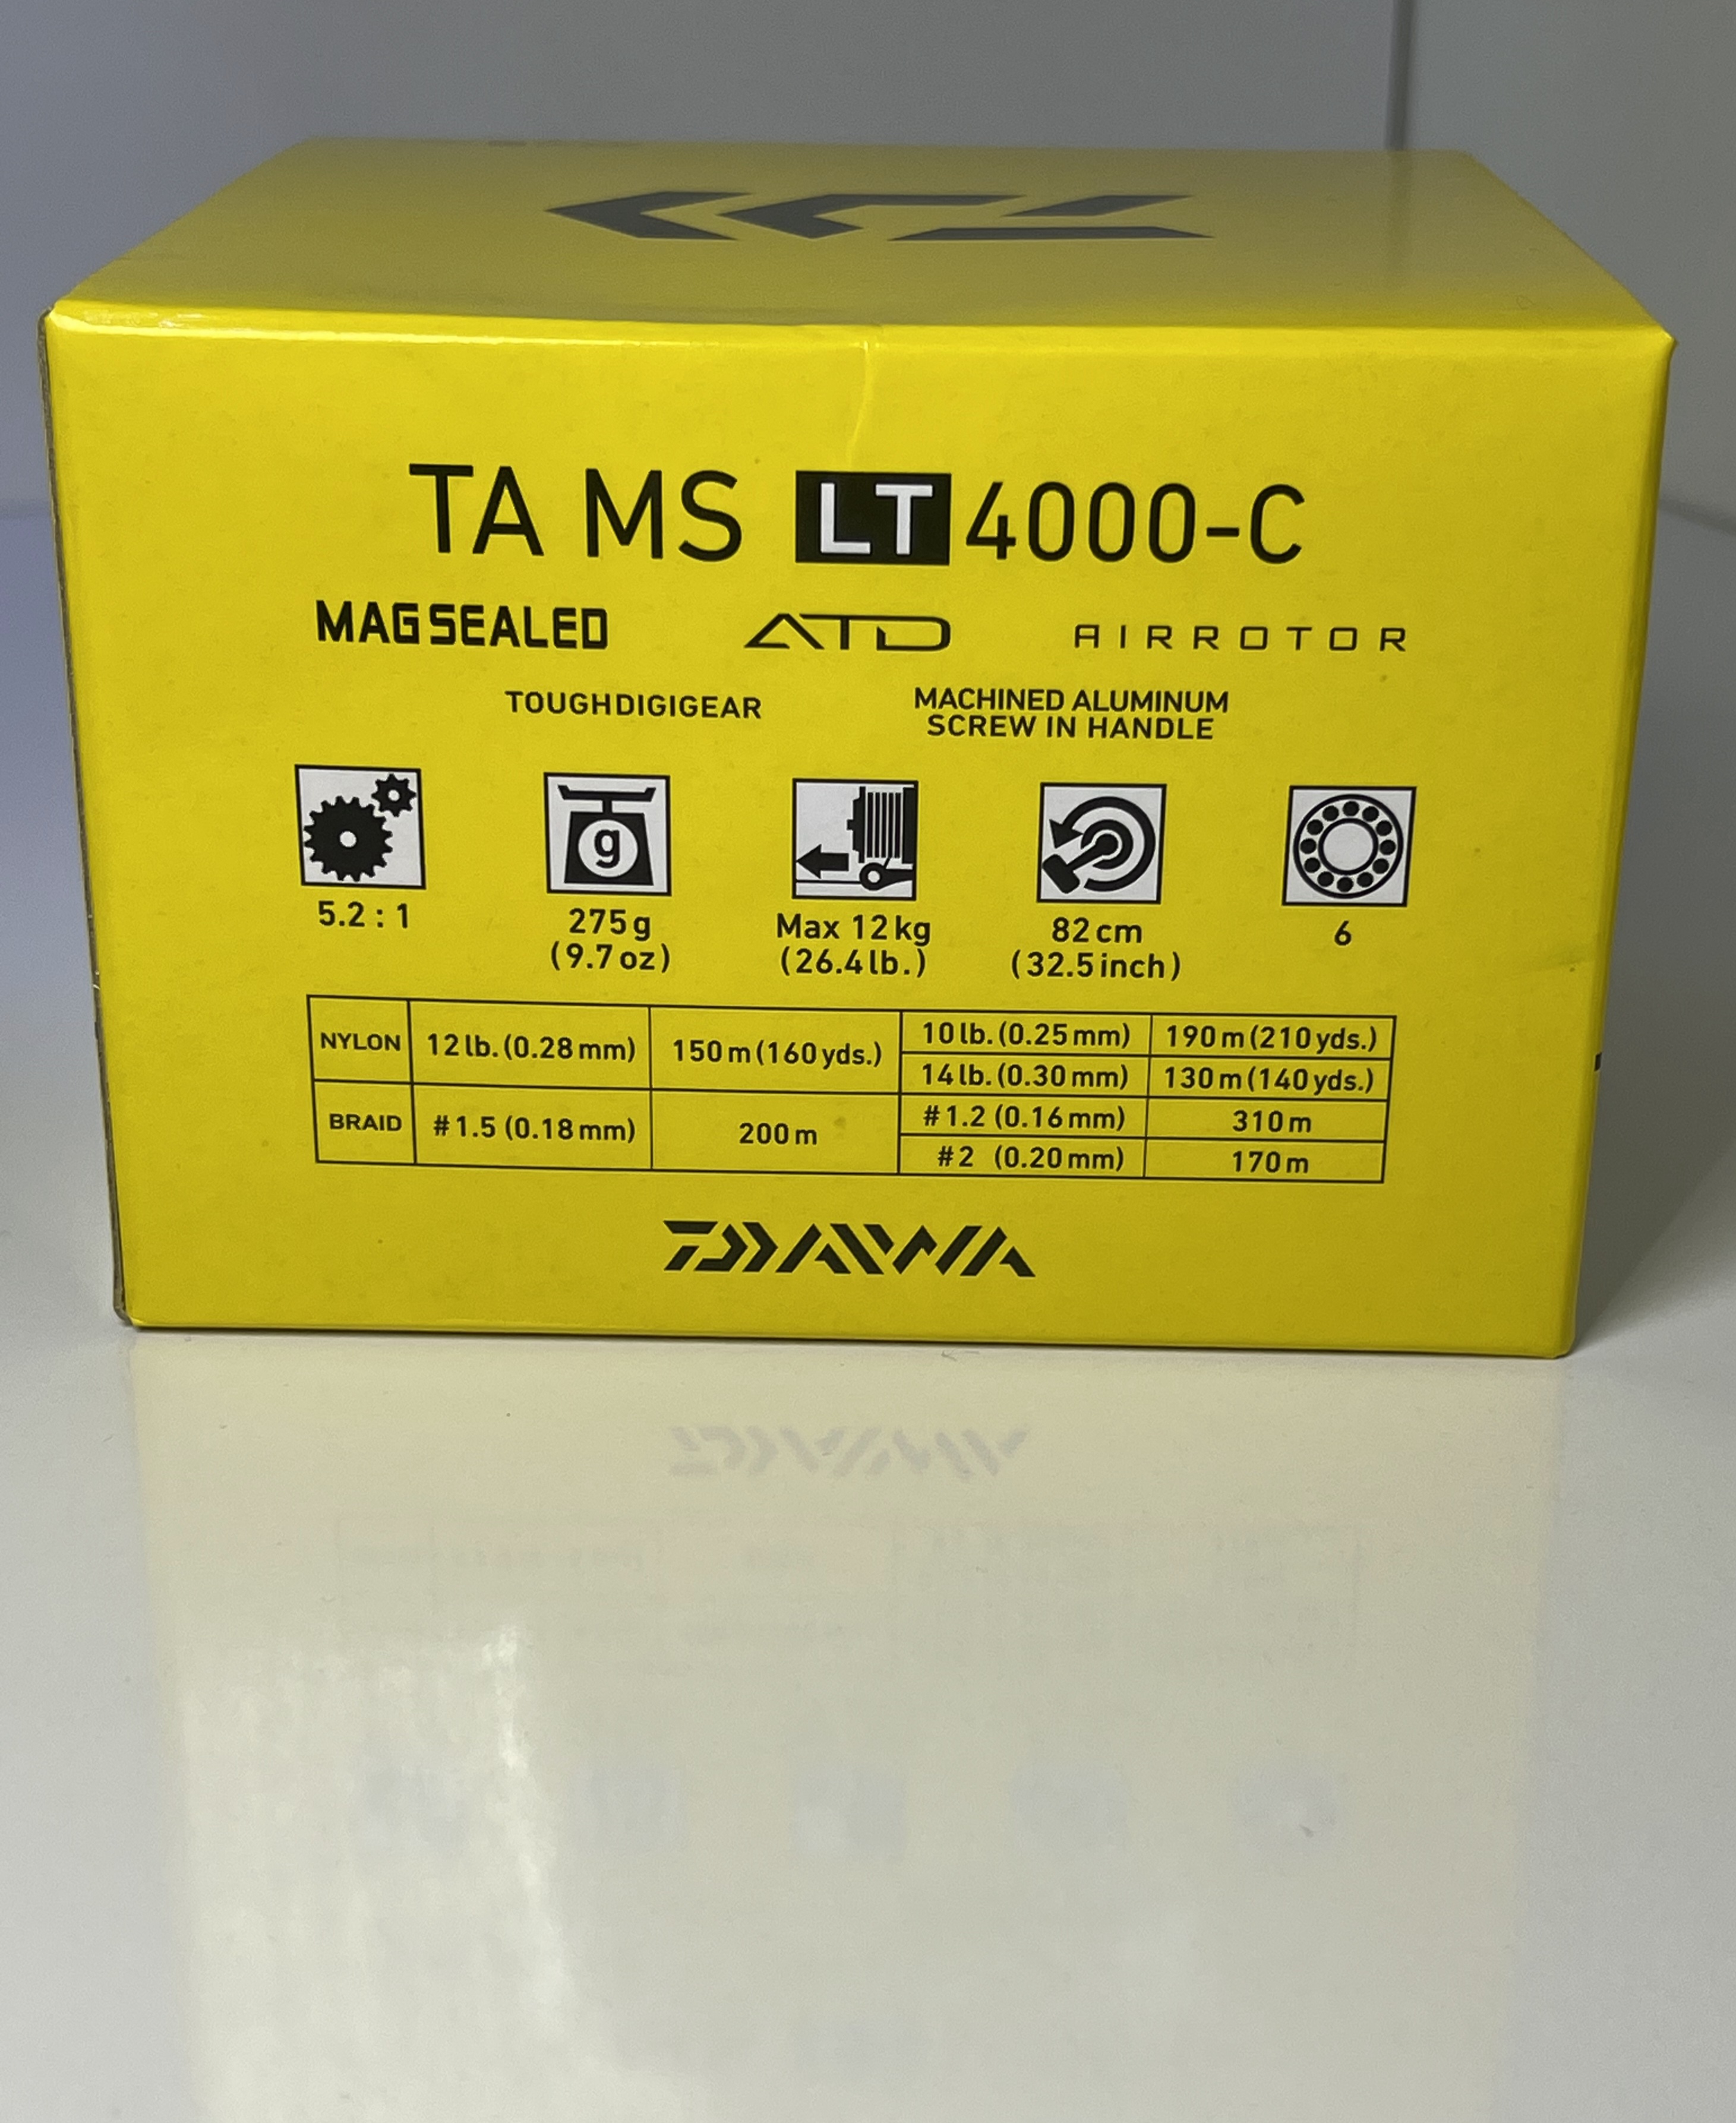 TA MS LT 4000-C
MAGSEALED ATD AIRROTOR
TOUGHDIGIGEAR MACHINED ALUMINUM
SCREW IN HANDLE
g
5.2 : 1 275g Max 12kg 82cm 6
(9.7oz) (26.4lb.) (32.5inch)
NYLON 12lb.(0.28mm) 150m(160yds.) 10lb.(0.25mm) 190m(210yds.)
14lb.(0.30mm) 130m(140yds.)
BRAID #1.5 (0.18mm) 200m #1.2 (0.16mm) 310m
#2 (0.20mm) 170m
DAIWA